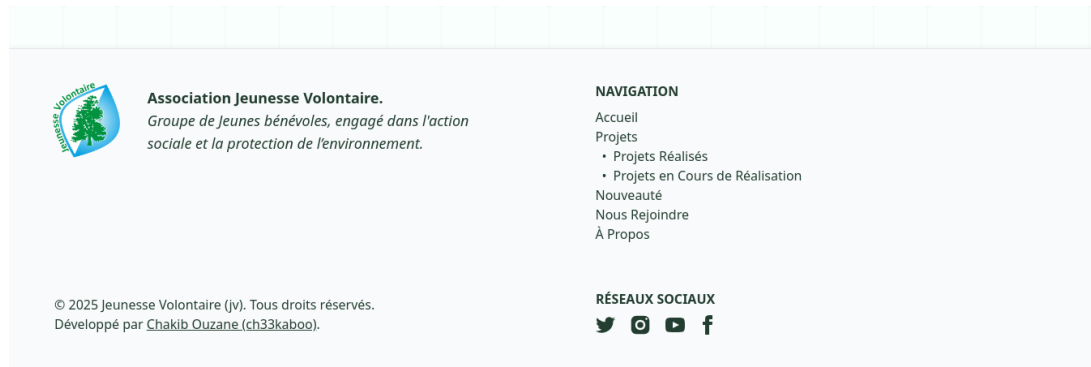 Jeunesse Volontaire
Association Jeunesse Volontaire.
Groupe de Jeunes bénévoles, engagé dans l'action
sociale et la protection de l'environnement.
© 2025 Jeunesse Volontaire (jv). Tous droits réservés.
Développé par Chakib Ouzane (ch33kaboo).
NAVIGATION
Accueil
Projets
• Projets Réalisés
• Projets en Cours de Réalisation
Nouveauté
Nous Rejoindre
À Propos
RÉSEAUX SOCIAUX